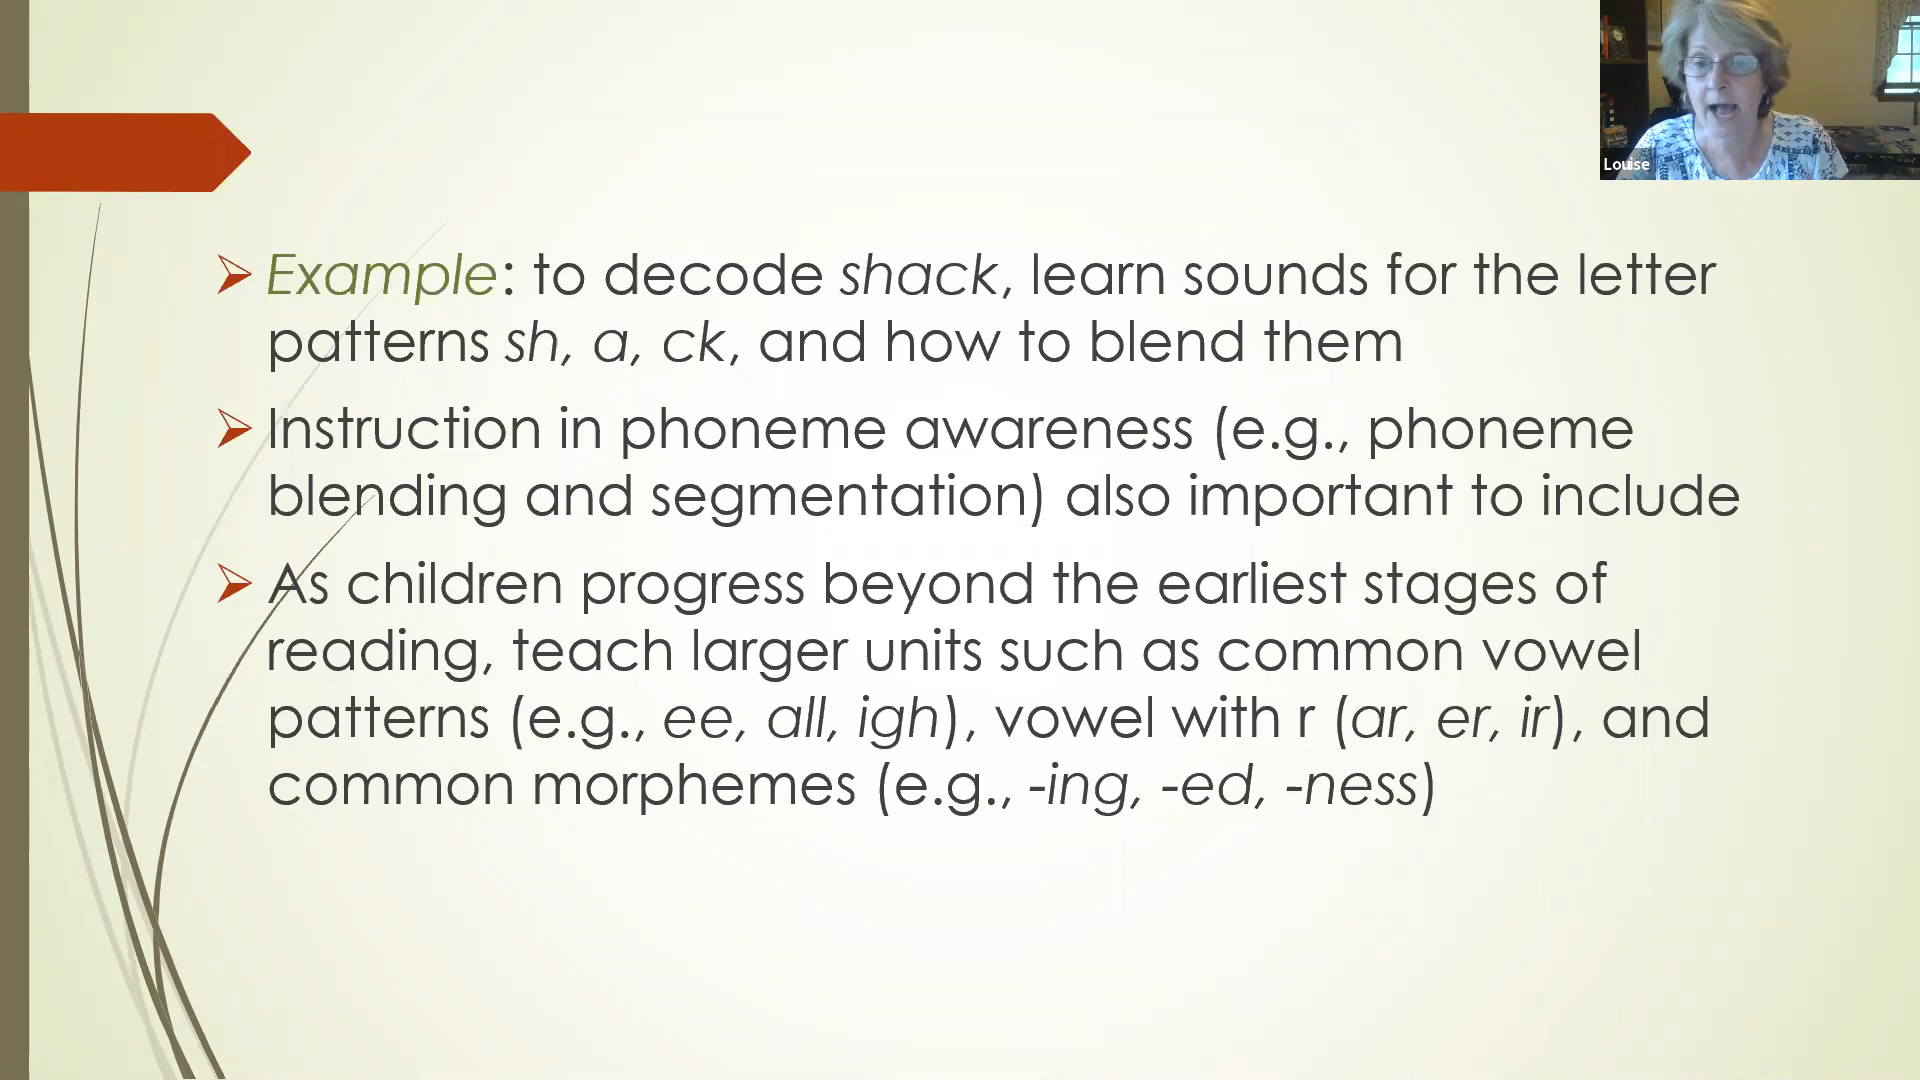 Louise
Example: to decode shack, learn sounds for the letter
patterns sh, a, ck, and how to blend them
Instruction in phoneme awareness (e.g., phoneme
blending and segmentation) also important to include
As children progress beyond the earliest stages of
reading, teach larger units such as common vowel
patterns (e.g., ee, all, igh), vowel with r (ar, er, ir), and
common morphemes (e.g., -ing, -ed, -ness)